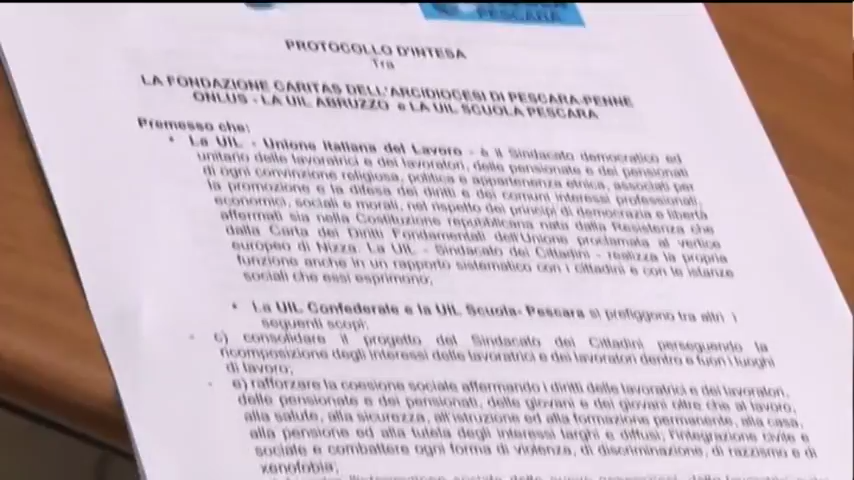 PESCARA
PROTOCOLLO D'INTESA
Tra
LA FONDAZIONE CARITAS DELL'ARCIDIOCESI DI PESCARA-PENNE
ONLUS - LA UIL ABRUZZO e LA UIL SCUOLA PESCARA
Premesso che:
• La UIL - Unione Italiana del Lavoro - è il Sindacato democratico ed
unitario delle lavoratrici e dei lavoratori, delle pensionate e dei pensionati
di ogni convinzione religiosa, politica e appartenenza etnica, associati per
la promozione e la difesa dei diritti e dei comuni interessi professionali,
economici, sociali e morali, nel rispetto dei principi di democrazia e libertà
affermati sia nella Costituzione repubblicana nata dalla Resistenza che
dalla Carta dei Diritti Fondamentali dell'Unione proclamata al vertice
europeo di Nizza. La UIL - Sindacato dei Cittadini - realizza la propria
funzione anche in un rapporto sistematico con i cittadini e con le istanze
sociali che essi esprimono;
• La UIL Confederale e la UIL Scuola- Pescara si prefiggono tra altri i
seguenti scopi:
- c) consolidare il progetto del Sindacato dei Cittadini perseguendo la
ricomposizione degli interessi delle lavoratrici e dei lavoratori dentro e fuori i luoghi
di lavoro;
- e) rafforzare la coesione sociale affermando i diritti delle lavoratrici e dei lavoratori,
delle pensionate e dei pensionati, delle giovani e dei giovani oltre che al lavoro,
alla salute, alla sicurezza, all'istruzione ed alla formazione permanente, alla casa,
alla pensione ed alla tutela degli interessi larghi e diffusi, l'integrazione civile e
sociale e combattere ogni forma di violenza, di discriminazione, di razzismo e di
xenofobia;